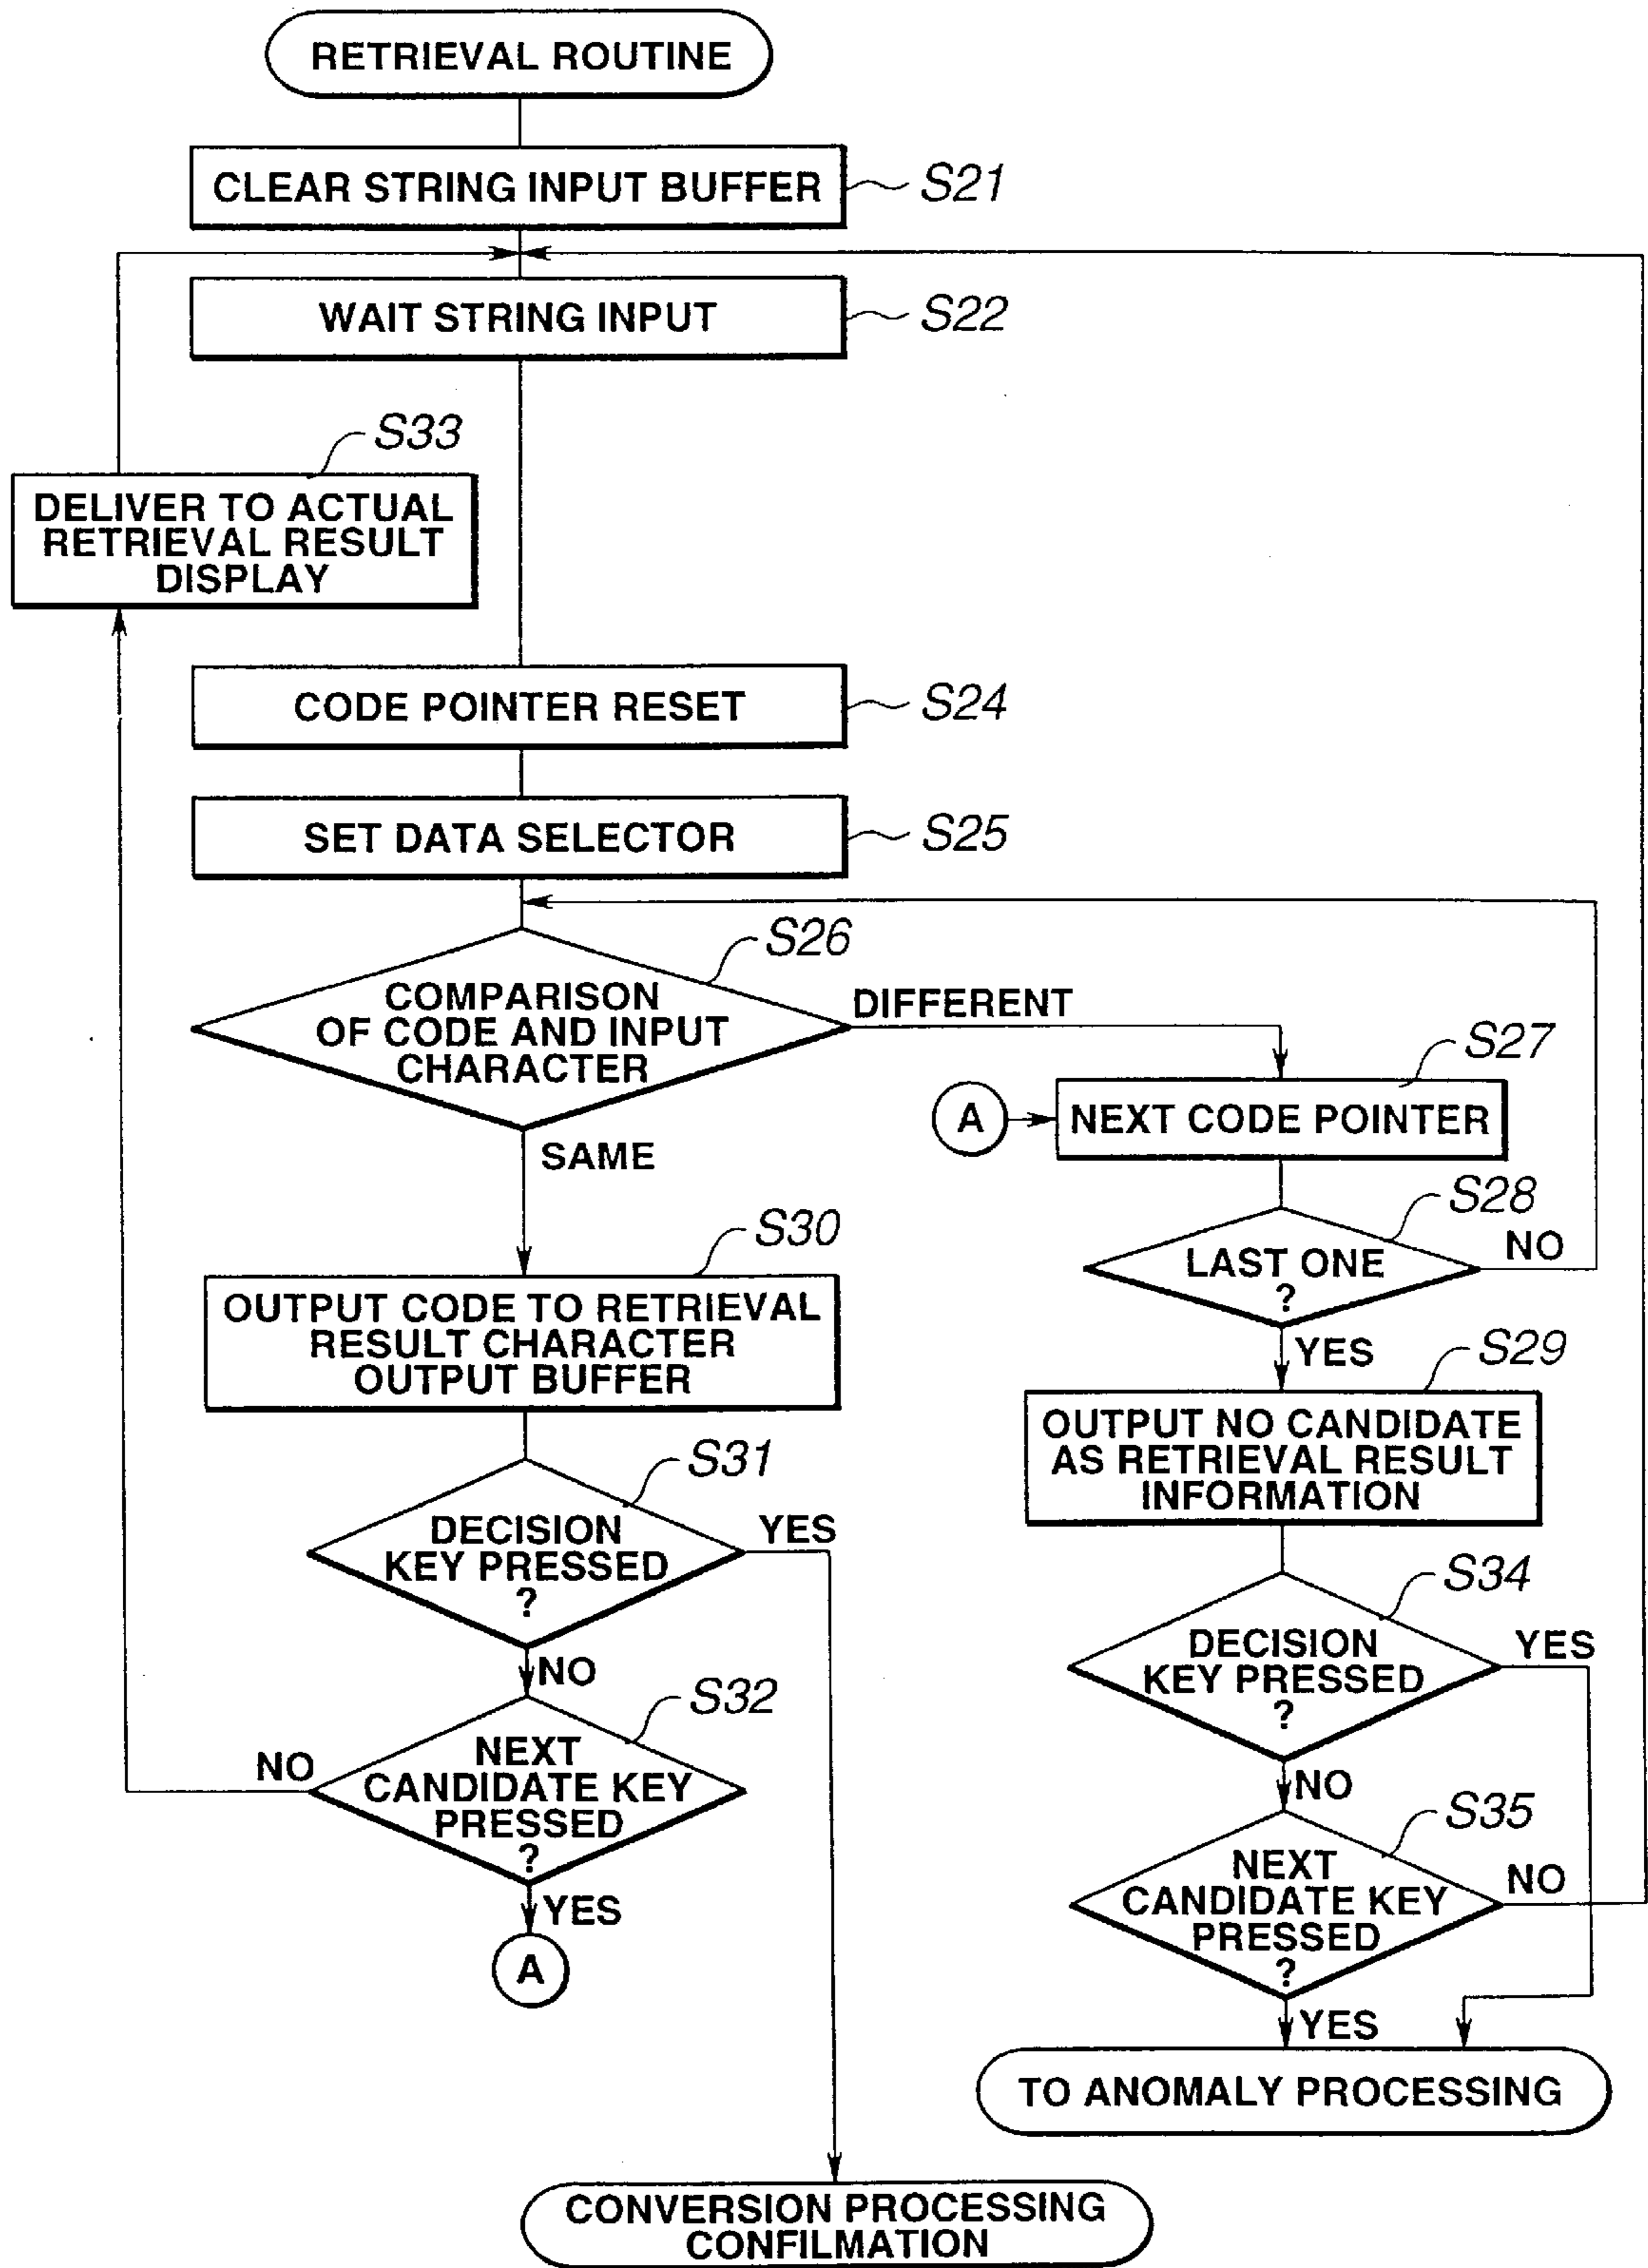 RETRIEVAL ROUTINE
CLEAR STRING INPUT BUFFER
S21
WAIT STRING INPUT
S22
S33
DELIVER TO ACTUAL
RETRIEVAL RESULT
DISPLAY
CODE POINTER RESET
S24
SET DATA SELECTOR
S25
S26
COMPARISON
OF CODE AND INPUT
CHARACTER
DIFFERENT
SAME
S27
A
NEXT CODE POINTER
S28
LAST ONE
?
NO
YES
S30
OUTPUT CODE TO RETRIEVAL
RESULT CHARACTER
OUTPUT BUFFER
S29
OUTPUT NO CANDIDATE
AS RETRIEVAL RESULT
INFORMATION
S31
DECISION
KEY PRESSED
?
YES
NO
S32
NEXT
CANDIDATE KEY
PRESSED
?
NO
YES
A
S34
DECISION
KEY PRESSED
?
YES
NO
S35
NEXT
CANDIDATE KEY
PRESSED
?
NO
YES
TO ANOMALY PROCESSING
CONVERSION PROCESSING
CONFILMATION